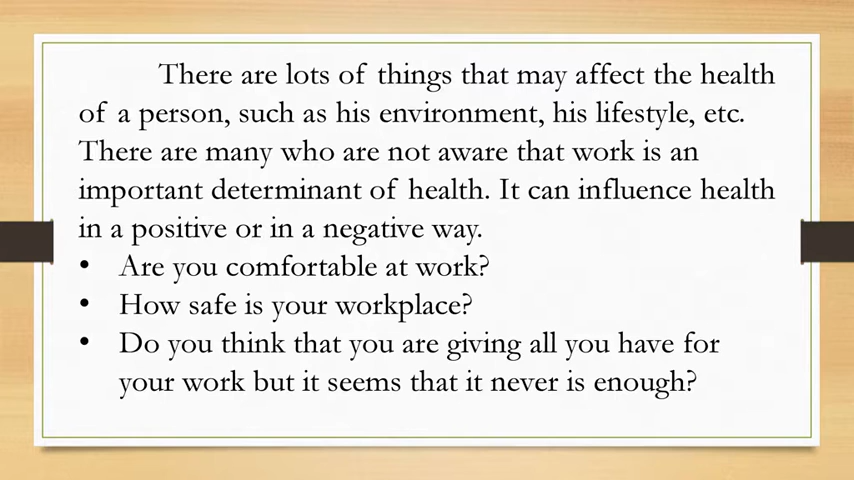 There are lots of things that may affect the health
of a person, such as his environment, his lifestyle, etc.
There are many who are not aware that work is an
important determinant of health. It can influence health
in a positive or in a negative way.
• Are you comfortable at work?
• How safe is your workplace?
• Do you think that you are giving all you have for
your work but it seems that it never is enough?